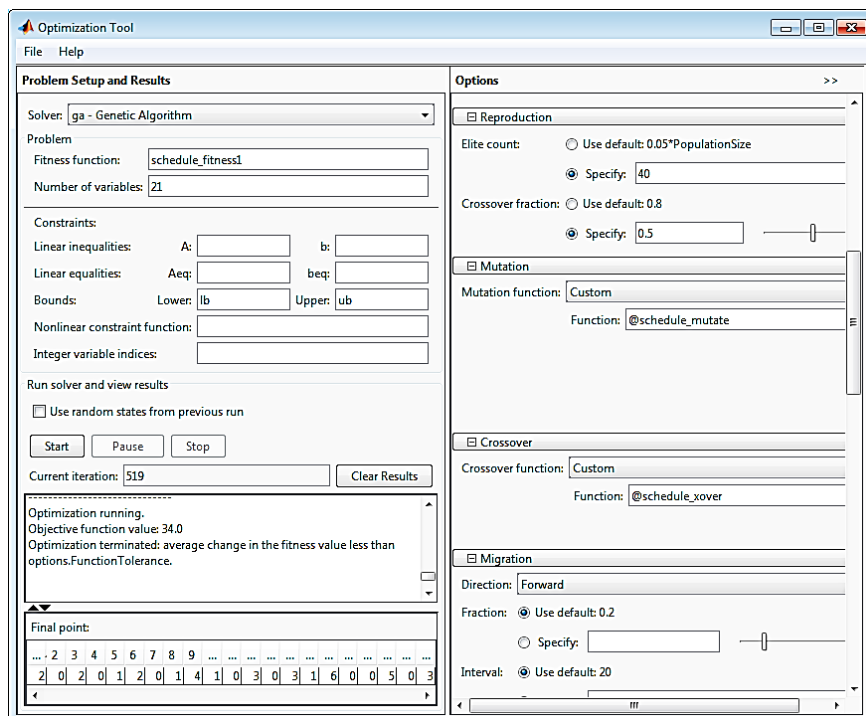 Optimization Tool
File Help
Problem Setup and Results
Solver: ga - Genetic Algorithm
Problem
Fitness function: schedule_fitness1
Number of variables: 21
Constraints:
Linear inequalities: A: b:
Linear equalities: Aeq: beq:
Bounds: Lower: lb Upper: ub
Nonlinear constraint function:
Integer variable indices:
Run solver and view results
Use random states from previous run
Start Pause Stop
Current iteration: 519 Clear Results
Optimization running.
Objective function value: 34.0
Optimization terminated: average change in the fitness value less than
options.FunctionTolerance.
Final point:
... 2 3 4 5 6 7 8 9 ... ... ... ... ... ... ... ... ... ...
2 0 2 0 1 2 0 1 4 1 0 3 0 3 1 6 0 0 5 0 3
Options >>
Reproduction
Elite count: Use default: 0.05*PopulationSize
Specify: 40
Crossover fraction: Use default: 0.8
Specify: 0.5
Mutation
Mutation function: Custom
Function: @schedule_mutate
Crossover
Crossover function: Custom
Function: @schedule_xover
Migration
Direction: Forward
Fraction: Use default: 0.2
Specify:
Interval: Use default: 20